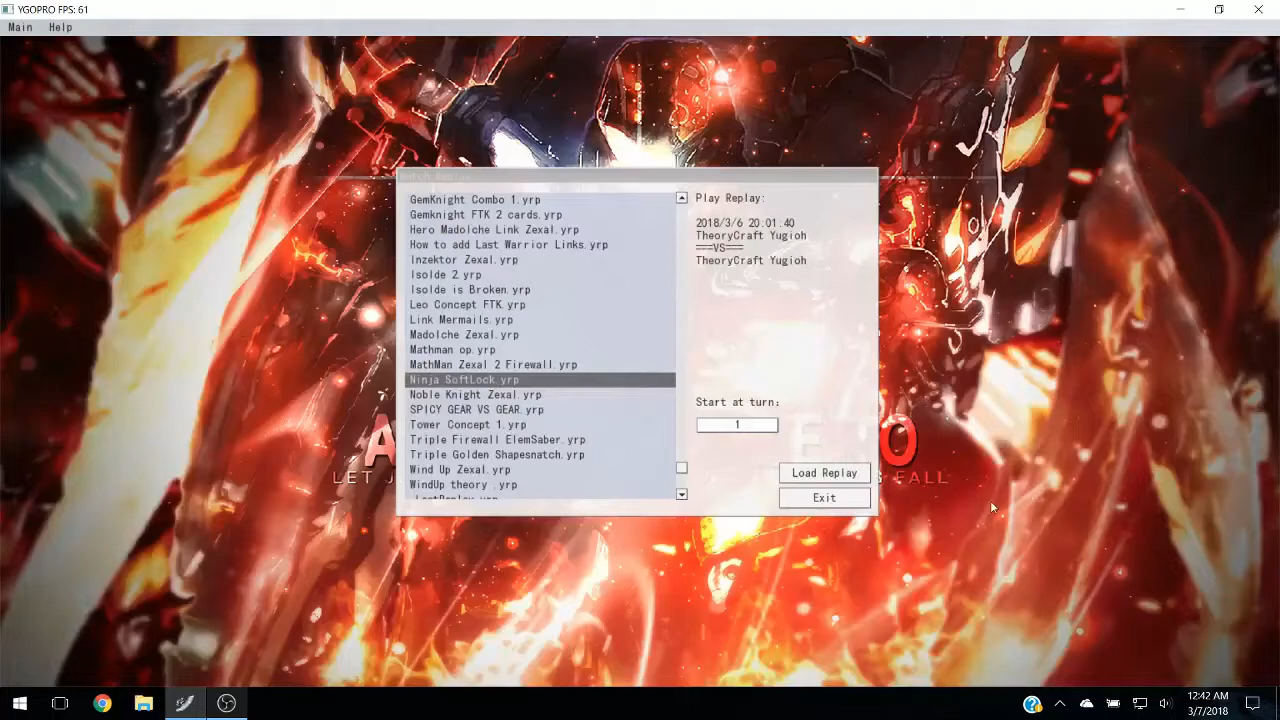 YGOPRO FPS: 61
Main Help
GemKnight Combo 1.yrp
Gemknight FTK 2 cards.yrp
Hero Madolche Link Zexal.yrp
How to add Last Warrior Links.yrp
Inzektor Zexal.yrp
Isolde 2.yrp
Isolde is Broken.yrp
Leo Concept FTK.yrp
Link Mermails.yrp
Madolche Zexal.yrp
Mathman op.yrp
MathMan Zexal 2 Firewall.yrp
Ninja SoftLock.yrp
Noble Knight Zexal.yrp
SPICY GEAR VS GEAR.yrp
Tower Concept 1.yrp
Triple Firewall ElemSaber.yrp
Triple Golden Shapesnatch.yrp
Wind Up Zexal.yrp
WindUp theory .yrp
_LastReplay.yrp
Play Replay:
2018/3/6 20:01:40
TheoryCraft Yugioh
===VS===
TheoryCraft Yugioh
Start at turn:
1
Load Replay
Exit
LET J
FALL
12:42 AM
3/7/2018